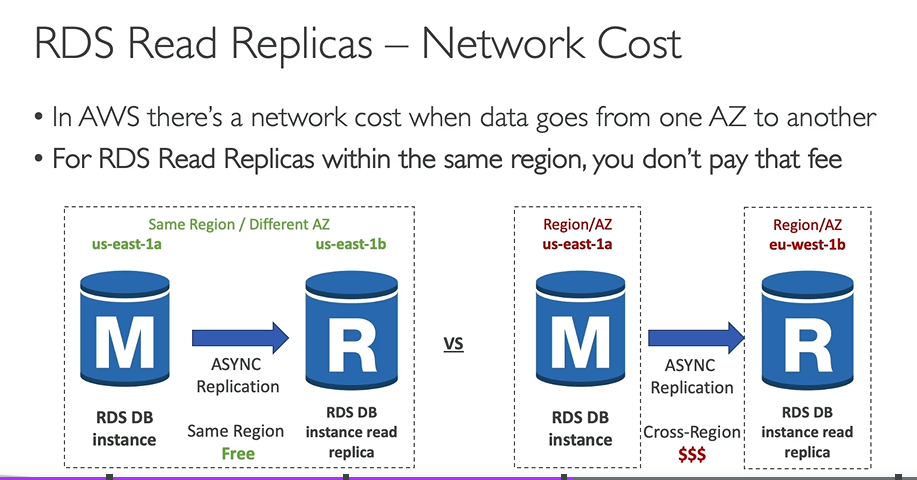 RDS Read Replicas – Network Cost
• In AWS there's a network cost when data goes from one AZ to another
• For RDS Read Replicas within the same region, you don't pay that fee
Same Region / Different AZ
us-east-1a
us-east-1b
M
R
ASYNC
Replication
RDS DB
instance
Same Region
Free
RDS DB
instance read
replica
vs
Region/AZ
us-east-1a
M
RDS DB
instance
ASYNC
Replication
Cross-Region
$$$
Region/AZ
eu-west-1b
R
RDS DB
instance read
replica